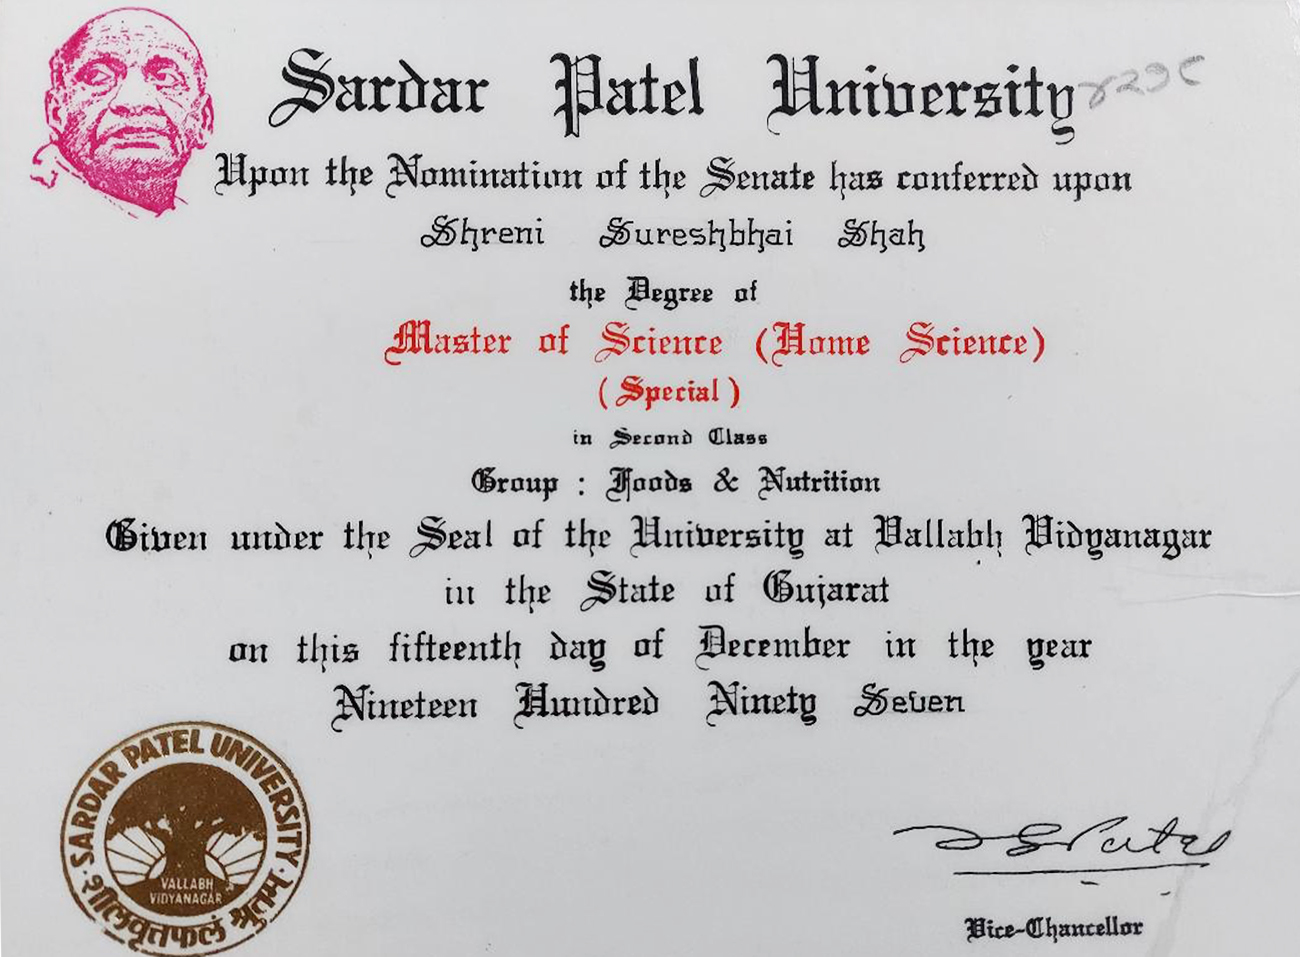 Sardar Patel University
Upon the Nomination of the Senate has conferred upon
Shreni Sureshbhai Shah
the Degree of
Master of Science (Home Science)
(Special)
in Second Class
Group : Foods & Nutrition
Given under the Seal of the University at Vallabh Vidyanagar
in the State of Gujarat
on this fifteenth day of December in the year
Nineteen Hundred Ninety Seven
SARDAR PATEL UNIVERSITY
VALLABH
VIDYANAGAR
शीलवृत्तफलं श्रुतम्
Vice-Chancellor